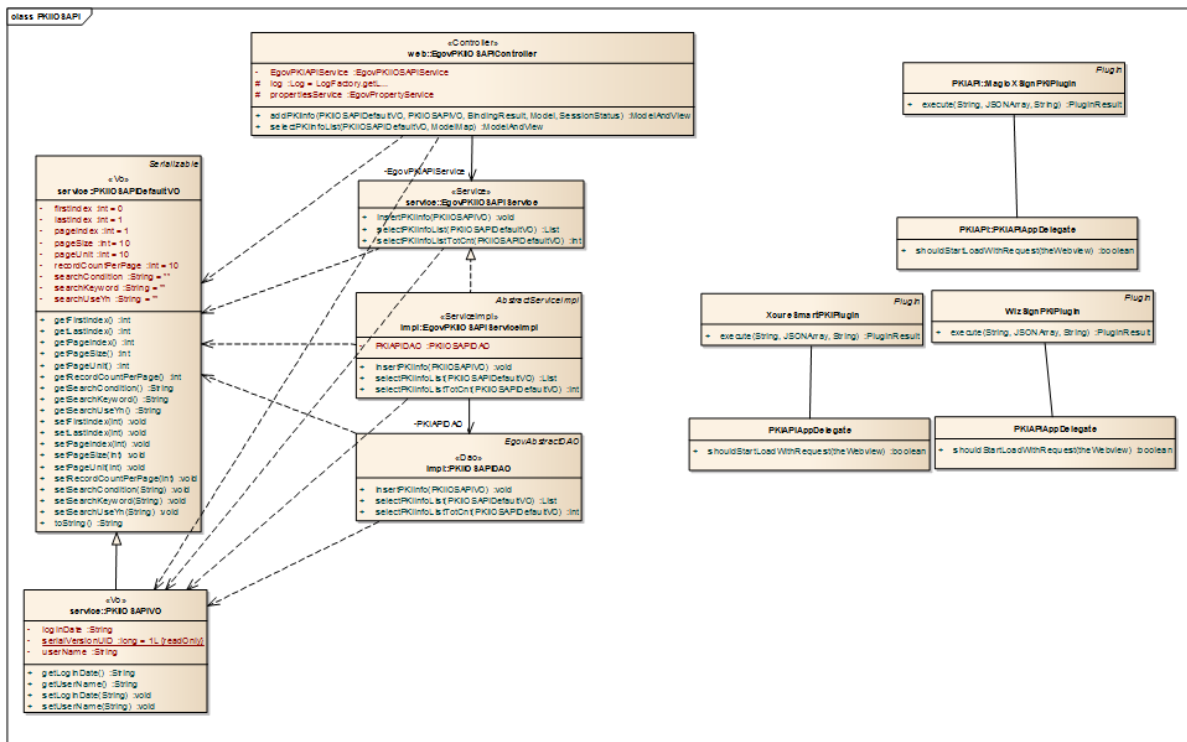 class PKIIOSAPI
«Controller»
web::EgovPKIIOSAPIController
- EgovPKIAPIService :EgovPKIIOSAPIService
# log :Log = LogFactory.getL...
# propertiesService :EgovPropertyService
+ addPKIInfo(PKIIOSAPIDefaultVO, PKIIOSAPIVO, BindingResult, Model, SessionStatus) :ModelAndView
+ selectPKIInfoList(PKIIOSAPIDefaultVO, ModelMap) :ModelAndView
-EgovPKIAPIService
Serializable
«Vo»
service::PKIIOSAPIDefaultVO
- firstIndex :int = 0
- lastIndex :int = 1
- pageIndex :int = 1
- pageSize :int = 10
- pageUnit :int = 10
- recordCountPerPage :int = 10
- searchCondition :String = ""
- searchKeyword :String = ""
- searchUseYn :String = ""
+ getFirstIndex() :int
+ getLastIndex() :int
+ getPageIndex() :int
+ getPageSize() :int
+ getPageUnit() :int
+ getRecordCountPerPage() :int
+ getSearchCondition() :String
+ getSearchKeyword() :String
+ getSearchUseYn() :String
+ setFirstIndex(int) :void
+ setLastIndex(int) :void
+ setPageIndex(int) :void
+ setPageSize(int) :void
+ setPageUnit(int) :void
+ setRecordCountPerPage(int) :void
+ setSearchCondition(String) :void
+ setSearchKeyword(String) :void
+ setSearchUseYn(String) :void
+ toString() :String
«Service»
service::EgovPKIIOSAPIService
+ insertPKIInfo(PKIIOSAPIVO) :void
+ selectPKIInfoList(PKIIOSAPIDefaultVO) :List
+ selectPKIInfoListTotCnt(PKIIOSAPIDefaultVO) :int
AbstractServiceImpl
«ServiceImpl»
impl::EgovPKIIOSAPIServiceImpl
- PKIAPIDAO :PKIIOSAPIDAO
+ insertPKIInfo(PKIIOSAPIVO) :void
+ selectPKIInfoList(PKIIOSAPIDefaultVO) :List
+ selectPKIInfoListTotCnt(PKIIOSAPIDefaultVO) :int
-PKIAPIDAO
EgovAbstractDAO
«Dao»
impl::PKIIOSAPIDAO
+ insertPKIInfo(PKIIOSAPIVO) :void
+ selectPKIInfoList(PKIIOSAPIDefaultVO) :List
+ selectPKIInfoListTotCnt(PKIIOSAPIDefaultVO) :int
«Vo»
service::PKIIOSAPIVO
- loginDate :String
- serialVersionUID :long = 1L {readOnly}
- userName :String
+ getLoginDate() :String
+ getUserName() :String
+ setLoginDate(String) :void
+ setUserName(String) :void
Plugin
PKIAPI::MagicXSignPKIPlugin
+ execute(String, JSONArray, String) :PluginResult
PKIAPI::PKIAPIAppDelegate
+ shouldStartLoadWithRequest(theWebview) :boolean
Plugin
XcureSmartPKIPlugin
+ execute(String, JSONArray, String) :PluginResult
Plugin
WizSignPKIPlugin
+ execute(String, JSONArray, String) :PluginResult
PKIAPIAppDelegate
+ shouldStartLoadWithRequest(theWebview) :boolean
PKIAPIAppDelegate
+ shouldStartLoadWithRequest(theWebview) :boolean